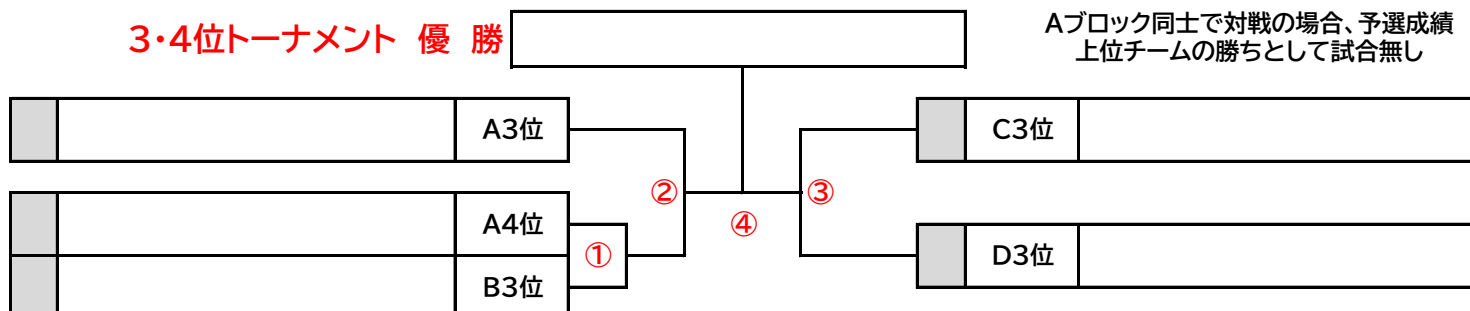 3・4位トーナメント 優 勝
Aブロック同士で対戦の場合、予選成績
上位チームの勝ちとして試合無し
A3位
C3位
②
③
A4位
④
①
D3位
B3位